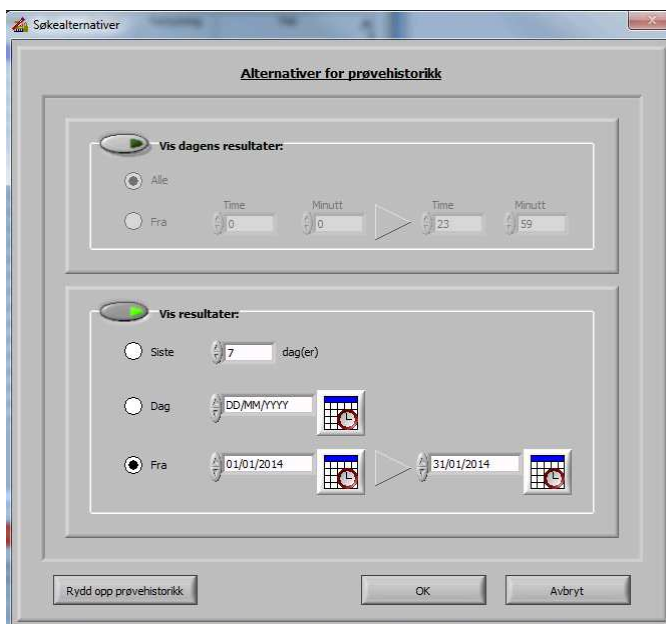 Søkealternativer
Alternativer for prøvehistorikk
Vis dagens resultater:
Alle
Time Minutt Time Minutt
Fra 0 0 23 59
Vis resultater:
Siste 7 dag(er)
Dag DD/MM/YYYY
Fra 01/01/2014 31/01/2014
Rydd opp prøvehistorikk OK Avbryt